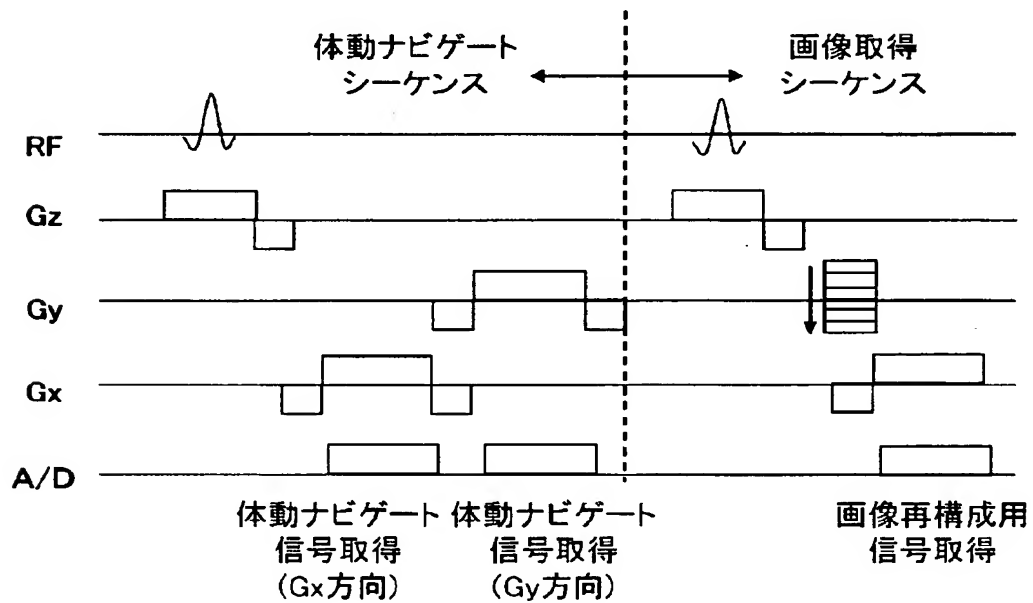 体動ナビゲート
シーケンス
画像取得
シーケンス
RF
Gz
Gy
Gx
A/D
体動ナビゲート
信号取得
(Gx方向)
体動ナビゲート
信号取得
(Gy方向)
画像再構成用
信号取得